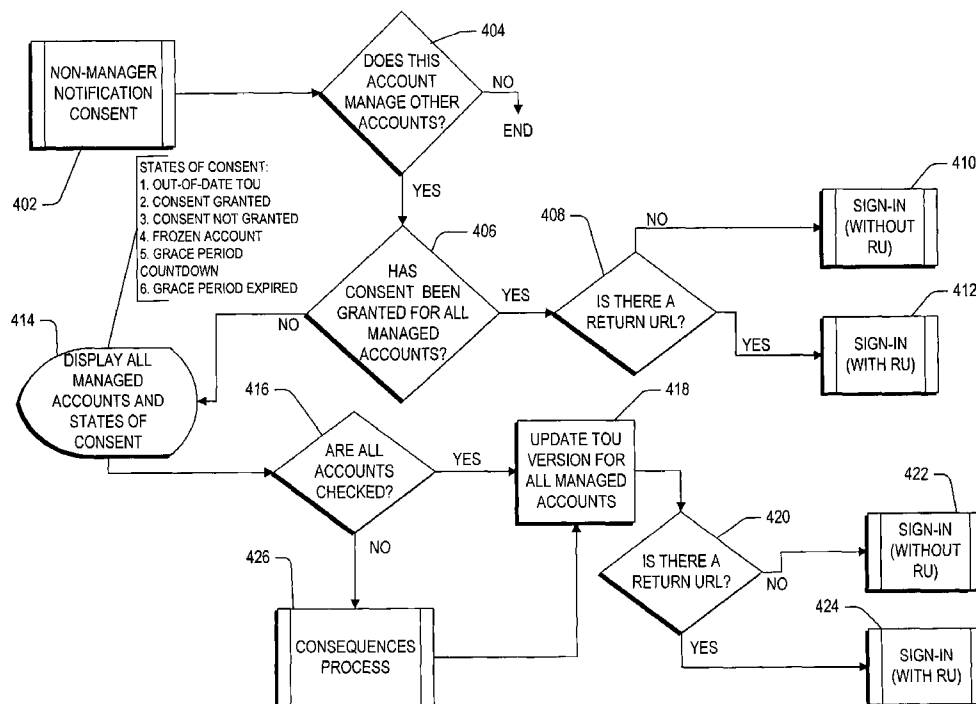 404
DOES THIS
ACCOUNT
MANAGE OTHER
ACCOUNTS?
NO
END
YES
NON-MANAGER
NOTIFICATION
CONSENT
402
STATES OF CONSENT:
1. OUT-OF-DATE TOU
2. CONSENT GRANTED
3. CONSENT NOT GRANTED
4. FROZEN ACCOUNT
5. GRACE PERIOD
COUNTDOWN
6. GRACE PERIOD EXPIRED
406
HAS
CONSENT BEEN
GRANTED FOR ALL
MANAGED
ACCOUNTS?
NO
YES
408
IS THERE A
RETURN URL?
NO
YES
410
SIGN-IN
(WITHOUT
RU)
412
SIGN-IN
(WITH RU)
414
DISPLAY ALL
MANAGED
ACCOUNTS AND
STATES OF
CONSENT
416
ARE ALL
ACCOUNTS
CHECKED?
YES
NO
418
UPDATE TOU
VERSION FOR
ALL MANAGED
ACCOUNTS
420
IS THERE A
RETURN URL?
NO
YES
422
SIGN-IN
(WITHOUT
RU)
424
SIGN-IN
(WITH RU)
426
CONSEQUENCES
PROCESS